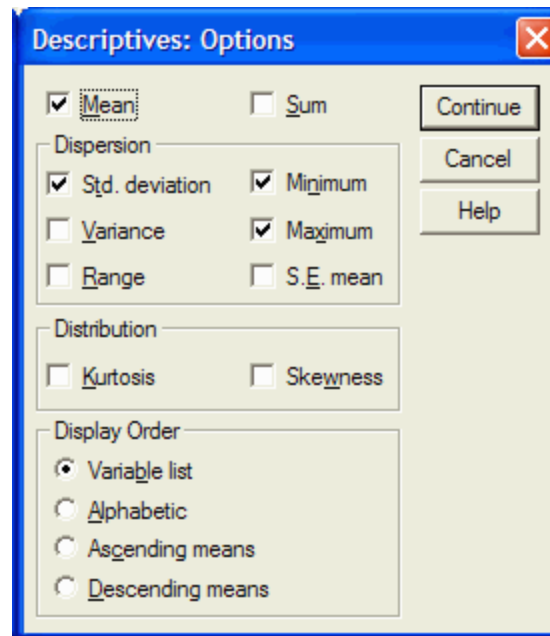 Descriptives: Options
Mean Sum Continue
Dispersion Cancel
Std. deviation Minimum
Help
Variance Maximum
Range S.E. mean
Distribution
Kurtosis Skewness
Display Order
Variable list
Alphabetic
Ascending means
Descending means